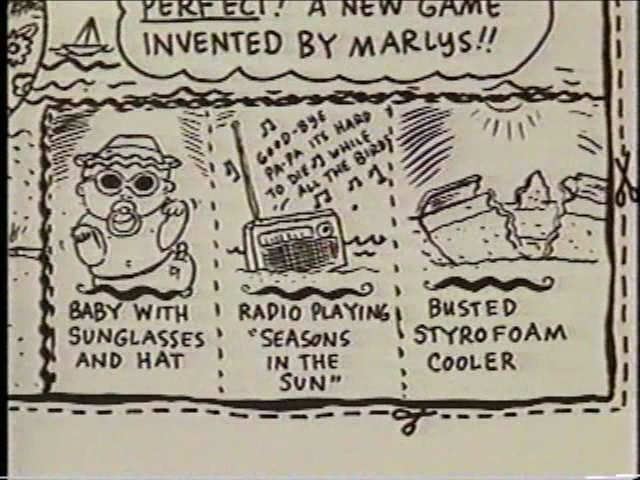 PERFECT! A NEW GAME
INVENTED BY MARLYS!!
GOOD-BYE
PA-PA ITS HARD
TO DIE WHILE
ALL THE BIRDS
BABY WITH
SUNGLASSES
AND HAT
RADIO PLAYING
"SEASONS
IN THE
SUN"
BUSTED
STYROFOAM
COOLER